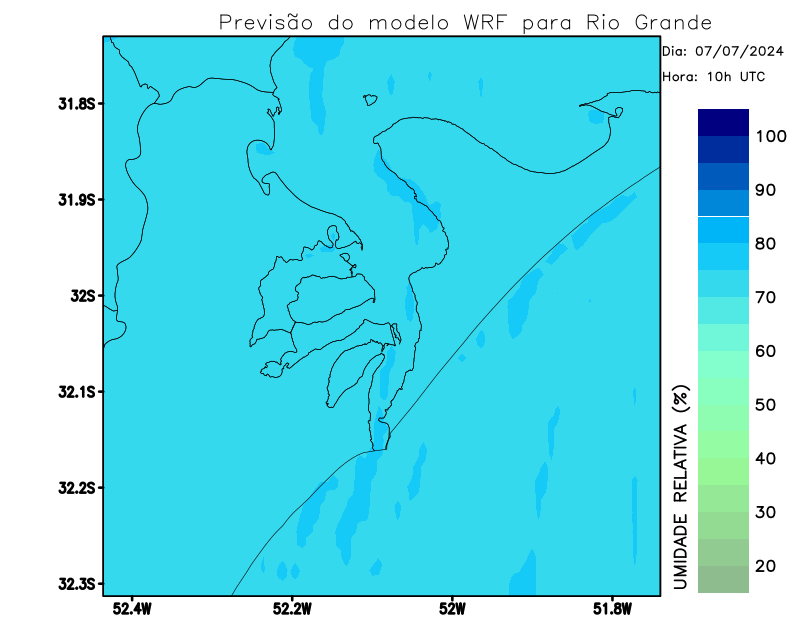 Previsão do modelo WRF para Rio Grande
Dia: 07/07/2024
Hora: 10h UTC
31.8S
31.9S
32S
32.1S
32.2S
32.3S
52.4W
52.2W
52W
51.8W
UMIDADE RELATIVA (%)
100
90
80
70
60
50
40
30
20